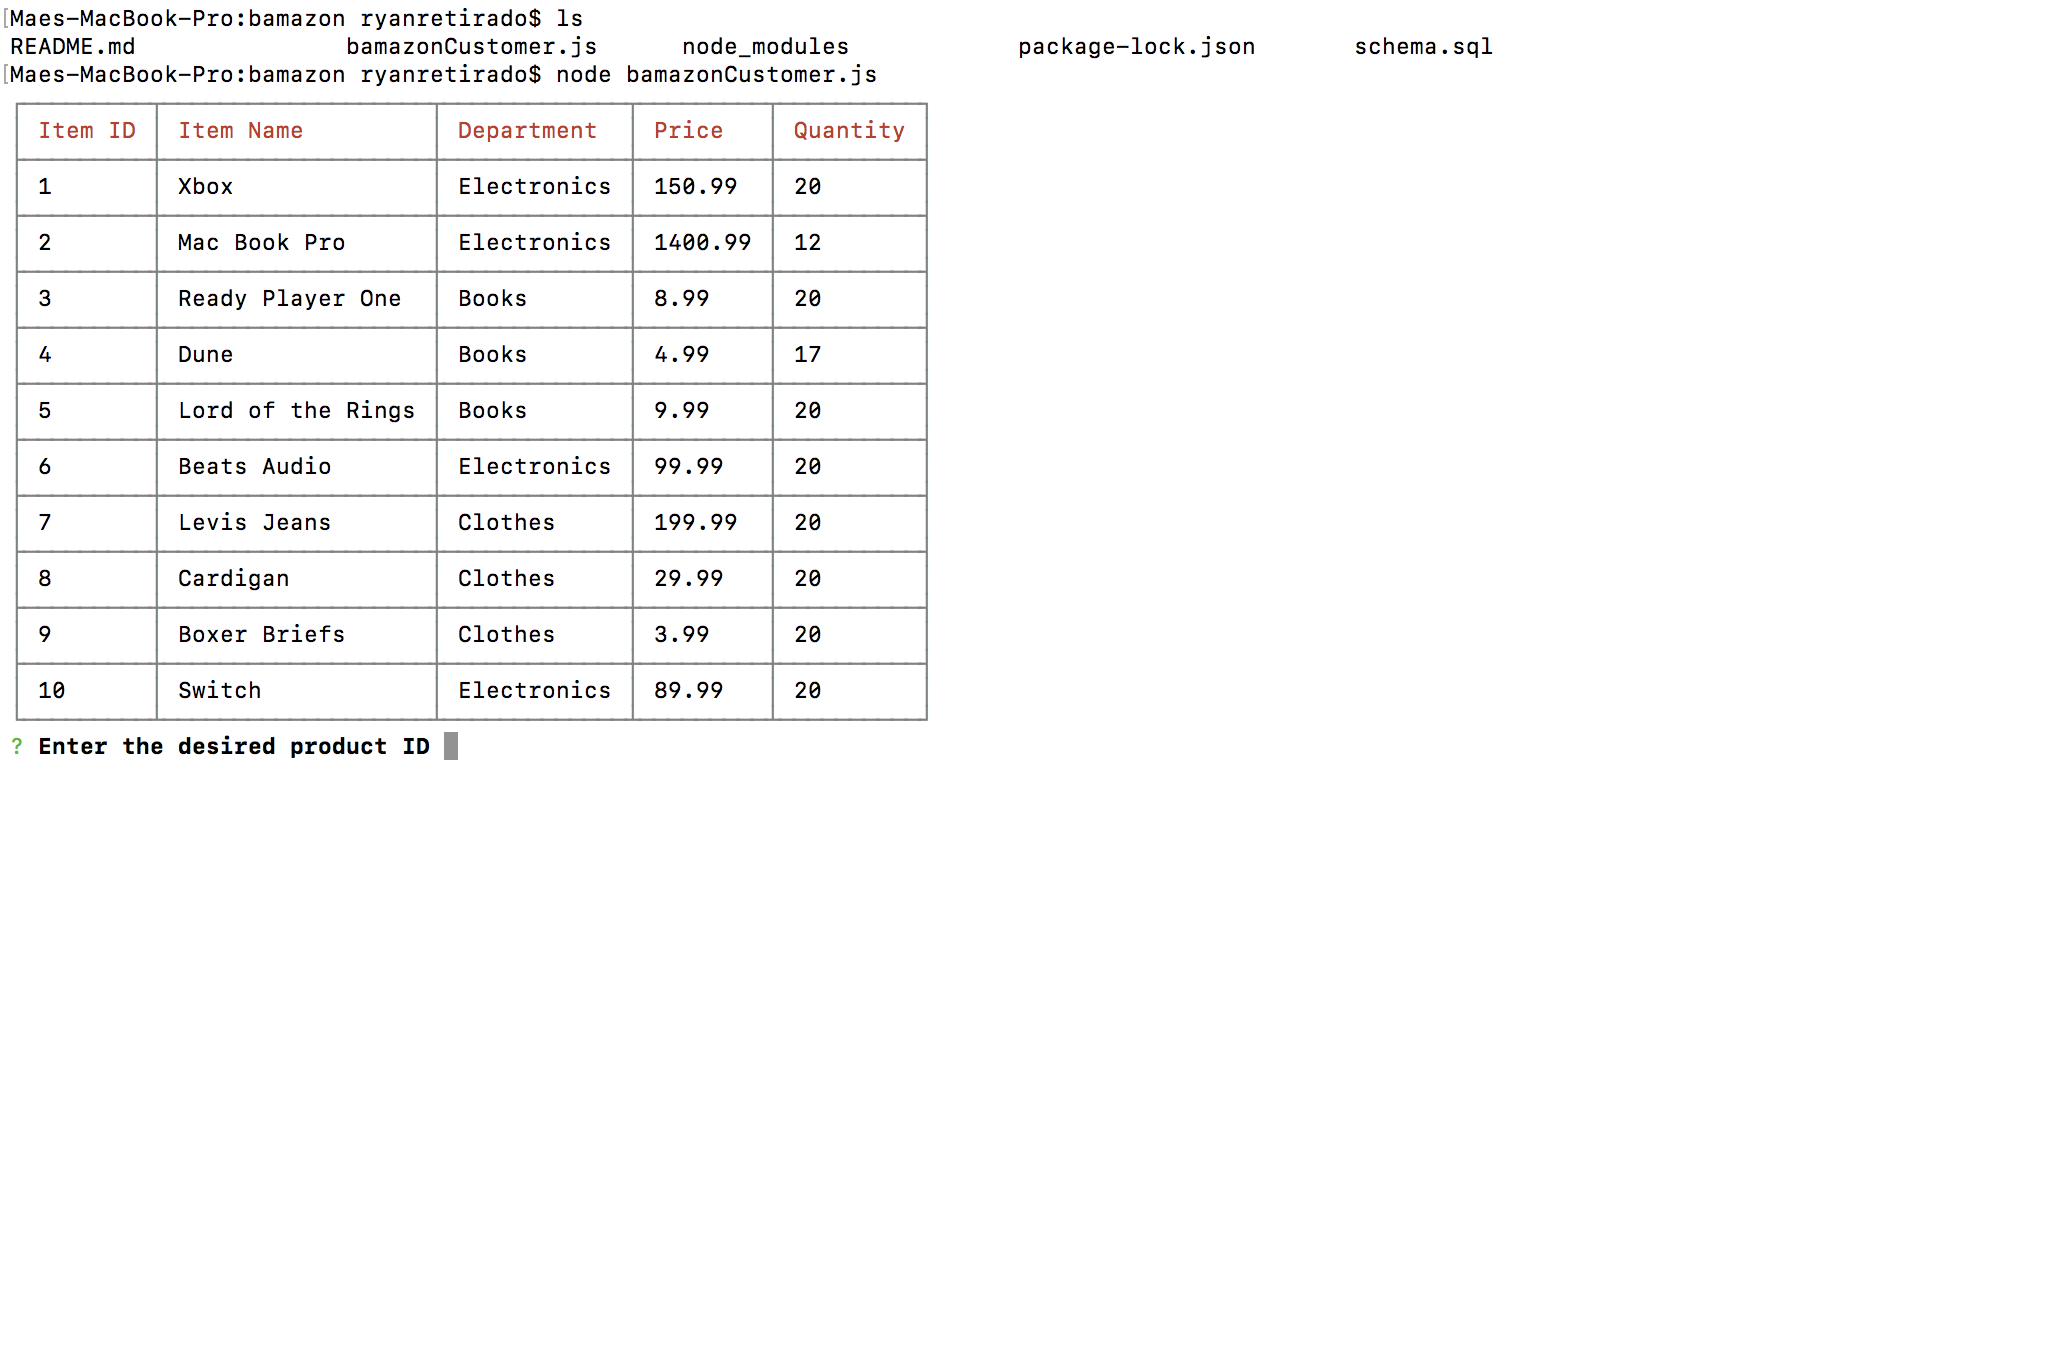 Maes-MacBook-Pro:bamazon ryanretirado$ ls
README.md bamazonCustomer.js node_modules package-lock.json schema.sql
Maes-MacBook-Pro:bamazon ryanretirado$ node bamazonCustomer.js
Item ID Item Name Department Price Quantity
1 Xbox Electronics 150.99 20
2 Mac Book Pro Electronics 1400.99 12
3 Ready Player One Books 8.99 20
4 Dune Books 4.99 17
5 Lord of the Rings Books 9.99 20
6 Beats Audio Electronics 99.99 20
7 Levis Jeans Clothes 199.99 20
8 Cardigan Clothes 29.99 20
9 Boxer Briefs Clothes 3.99 20
10 Switch Electronics 89.99 20
? Enter the desired product ID